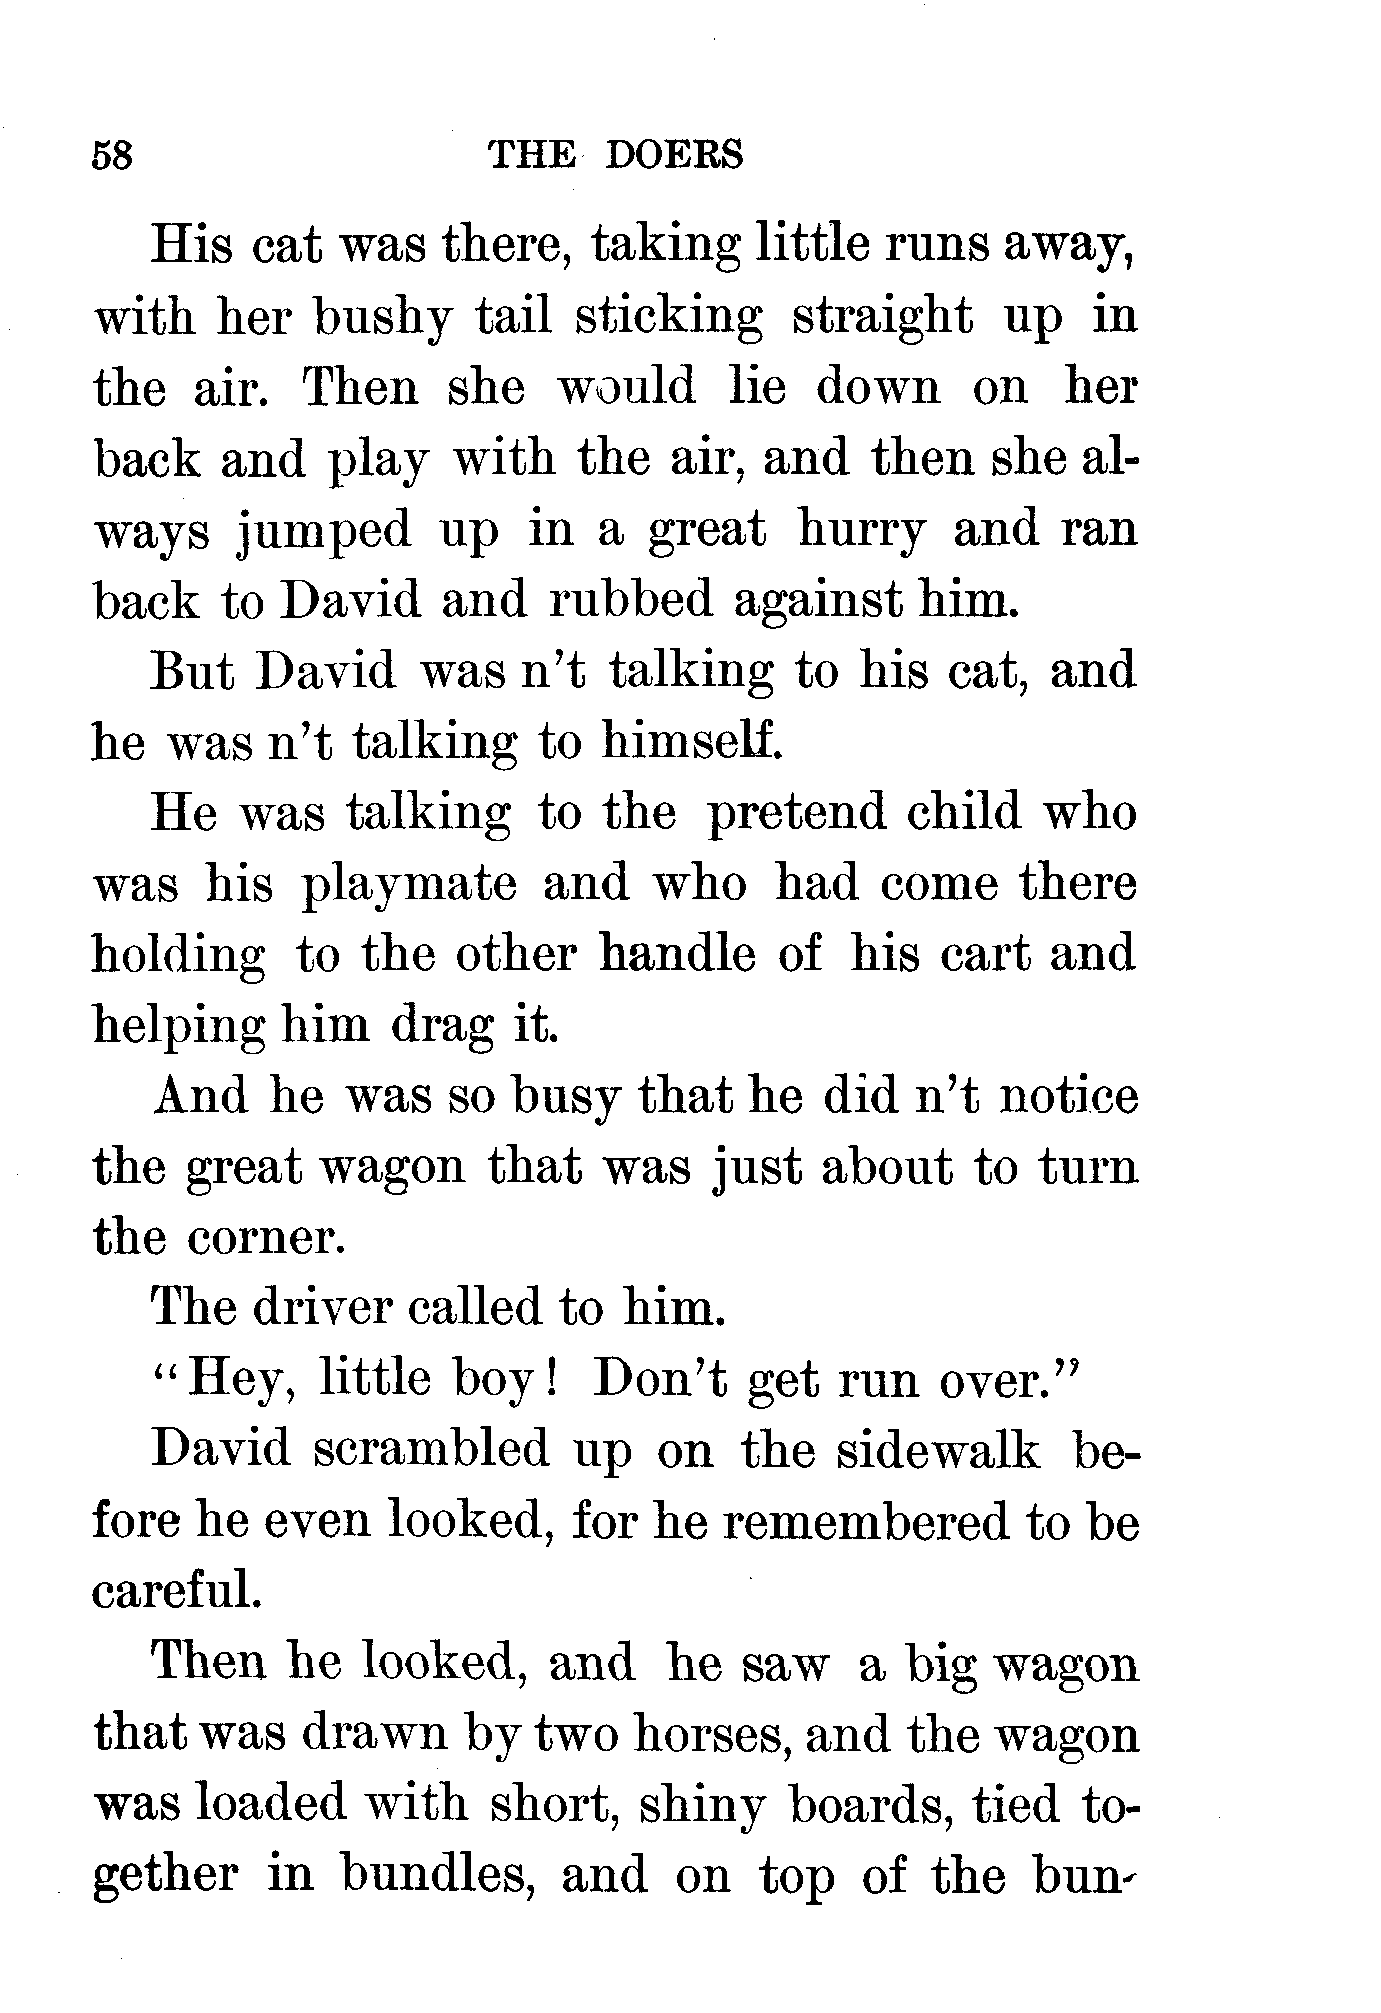 58 THE DOERS
His cat was there, taking little runs away,
with her bushy tail sticking straight up in
the air. Then she would lie down on her
back and play with the air, and then she al-
ways jumped up in a great hurry and ran
back to David and rubbed against him.
But David was n't talking to his cat, and
he was n't talking to himself.
He was talking to the pretend child who
was his playmate and who had come there
holding to the other handle of his cart and
helping him drag it.
And he was so busy that he did n't notice
the great wagon that was just about to turn
the corner.
The driver called to him.
“Hey, little boy! Don't get run over.”
David scrambled up on the sidewalk be-
fore he even looked, for he remembered to be
careful.
Then he looked, and he saw a big wagon
that was drawn by two horses, and the wagon
was loaded with short, shiny boards, tied to-
gether in bundles, and on top of the bun-